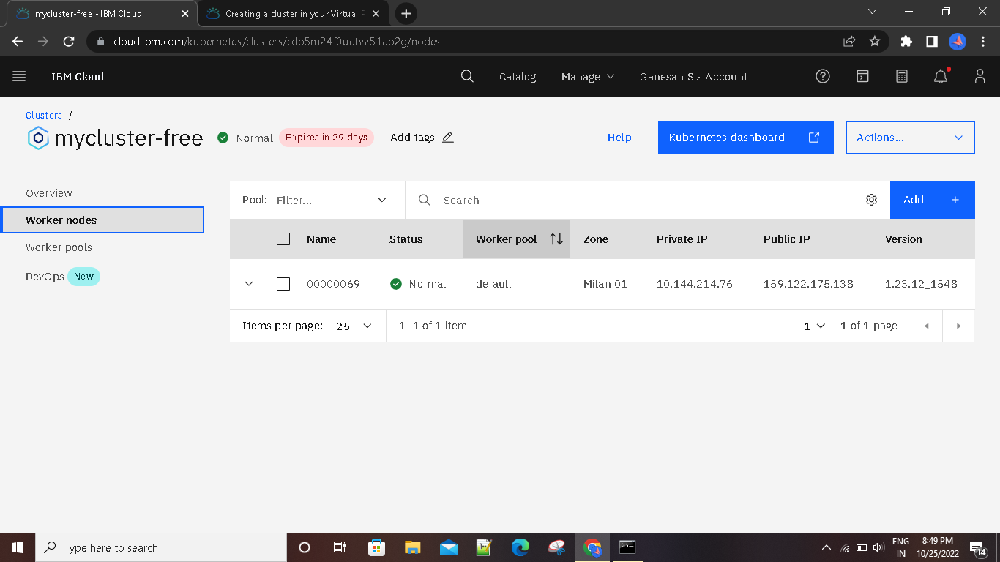 mycluster-free - IBM Cloud
Creating a cluster in your Virtual P
cloud.ibm.com/kubernetes/clusters/cdb5m24f0uetvv51ao2g/nodes
IBM Cloud Catalog Manage Ganesan S's Account
Clusters /
mycluster-free Normal Expires in 29 days Add tags Help Kubernetes dashboard Actions...
Overview
Worker nodes
Worker pools
DevOps New
Pool: Filter... Search Add +
Name Status Worker pool Zone Private IP Public IP Version
00000069 Normal default Milan 01 10.144.214.76 159.122.175.138 1.23.12_1548
Items per page: 25 1–1 of 1 item 1 1 of 1 page
Type here to search
ENG
IN
8:49 PM
10/25/2022
14